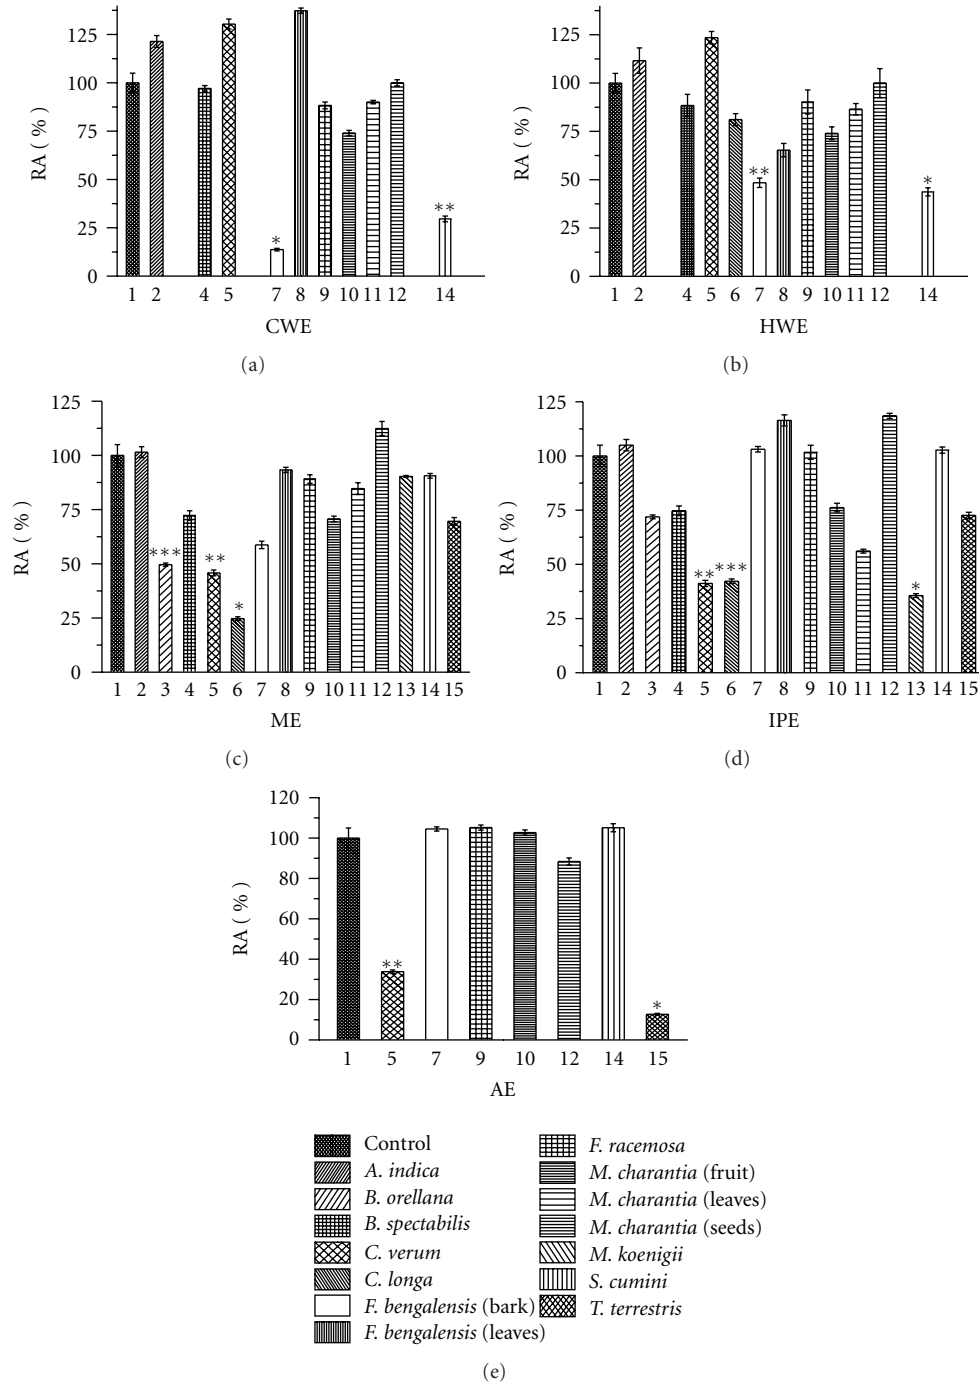 125
100
75
50
25
0
RA ( % )
* ** 
1 2 4 5 7 8 9 10 11 12 14
CWE
(a)
125
100
75
50
25
0
RA ( % )
** *
1 2 4 5 6 7 8 9 10 11 12 14
HWE
(b)
125
100
75
50
25
0
RA ( % )
*** ** *
1 2 3 4 5 6 7 8 9 10 11 12 13 14 15
ME
(c)
125
100
75
50
25
0
RA ( % )
** *** *
1 2 3 4 5 6 7 8 9 10 11 12 13 14 15
IPE
(d)
120
100
80
60
40
20
0
RA ( % )
** *
1 5 7 9 10 12 14 15
AE
Control
A. indica
B. orellana
B. spectabilis
C. verum
C. longa
F. bengalensis (bark)
F. bengalensis (leaves)
F. racemosa
M. charantia (fruit)
M. charantia (leaves)
M. charantia (seeds)
M. koenigii
S. cumini
T. terrestris
(e)